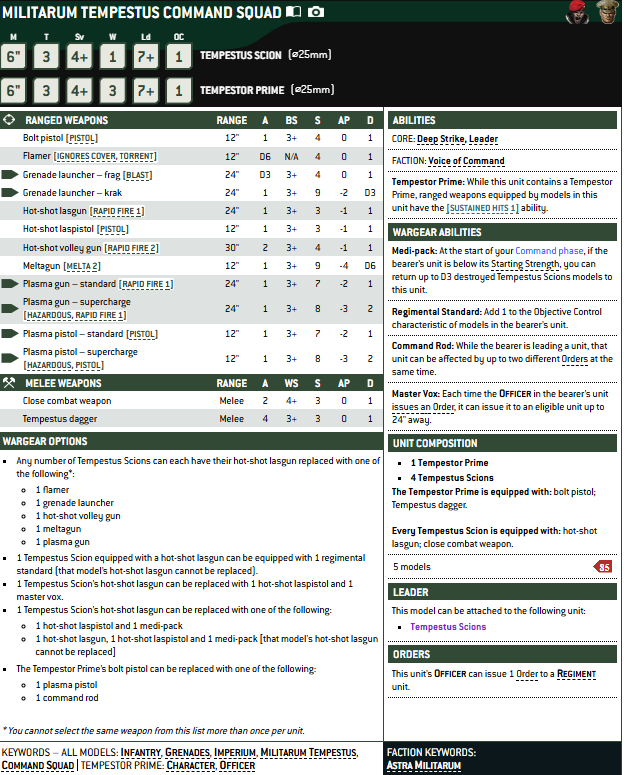 MILITARUM TEMPESTUS COMMAND SQUAD
M T Sv W Ld OC
6" 3 4+ 1 7+ 1 TEMPESTUS SCION (⌀25mm)
6" 3 4+ 3 7+ 1 TEMPESTOR PRIME (⌀25mm)
RANGED WEAPONS RANGE A BS S AP D
Bolt pistol [PISTOL] 12" 1 3+ 4 0 1
Flamer [IGNORES COVER, TORRENT] 12" D6 N/A 4 0 1
Grenade launcher – frag [BLAST] 24" D3 3+ 4 0 1
Grenade launcher – krak 24" 1 3+ 9 -2 D3
Hot-shot lasgun [RAPID FIRE 1] 24" 1 3+ 3 -1 1
Hot-shot laspistol [PISTOL] 12" 1 3+ 3 -1 1
Hot-shot volley gun [RAPID FIRE 2] 30" 2 3+ 4 -1 1
Meltagun [MELTA 2] 12" 1 3+ 9 -4 D6
Plasma gun – standard [RAPID FIRE 1] 24" 1 3+ 7 -2 1
Plasma gun – supercharge
[HAZARDOUS, RAPID FIRE 1] 24" 1 3+ 8 -3 2
Plasma pistol – standard [PISTOL] 12" 1 3+ 7 -2 1
Plasma pistol – supercharge
[HAZARDOUS, PISTOL] 12" 1 3+ 8 -3 2
MELEE WEAPONS RANGE A WS S AP D
Close combat weapon Melee 2 4+ 3 0 1
Tempestus dagger Melee 4 3+ 3 0 1
WARGEAR OPTIONS
▪ Any number of Tempestus Scions can each have their hot-shot lasgun replaced with one of
the following*:
○ 1 flamer
○ 1 grenade launcher
○ 1 hot-shot volley gun
○ 1 meltagun
○ 1 plasma gun
▪ 1 Tempestus Scion equipped with a hot-shot lasgun can be equipped with 1 regimental
standard (that model's hot-shot lasgun cannot be replaced).
▪ 1 Tempestus Scion's hot-shot lasgun can be replaced with 1 hot-shot laspistol and 1
master vox.
▪ 1 Tempestus Scion's hot-shot lasgun can be replaced with one of the following:
○ 1 hot-shot laspistol and 1 medi-pack
○ 1 hot-shot lasgun, 1 hot-shot laspistol and 1 medi-pack (that model's hot-shot lasgun
cannot be replaced)
▪ The Tempestor Prime's bolt pistol can be replaced with one of the following:
○ 1 plasma pistol
○ 1 command rod
* You cannot select the same weapon from this list more than once per unit.
ABILITIES
CORE: Deep Strike, Leader
FACTION: Voice of Command
Tempestor Prime: While this unit contains a Tempestor
Prime, ranged weapons equipped by models in this
unit have the [SUSTAINED HITS 1] ability.
WARGEAR ABILITIES
Medi-pack: At the start of your Command phase, if the
bearer's unit is below its Starting Strength, you can
return up to D3 destroyed Tempestus Scions models to
this unit.
Regimental Standard: Add 1 to the Objective Control
characteristic of models in the bearer's unit.
Command Rod: While the bearer is leading a unit, that
unit can be affected by up to two different Orders at the
same time.
Master Vox: Each time the OFFICER in the bearer's unit
issues an Order, it can issue it to an eligible unit up to
24" away.
UNIT COMPOSITION
▪ 1 Tempestor Prime
▪ 4 Tempestus Scions
The Tempestor Prime is equipped with: bolt pistol;
Tempestus dagger.
Every Tempestus Scion is equipped with: hot-shot
lasgun; close combat weapon.
5 models 85
LEADER
This model can be attached to the following unit:
▪ Tempestus Scions
ORDERS
This unit's OFFICER can issue 1 Order to a REGIMENT
unit.
KEYWORDS – ALL MODELS: INFANTRY, GRENADES, IMPERIUM, MILITARUM TEMPESTUS,
COMMAND SQUAD | TEMPESTOR PRIME: CHARACTER, OFFICER
FACTION KEYWORDS:
ASTRA MILITARUM